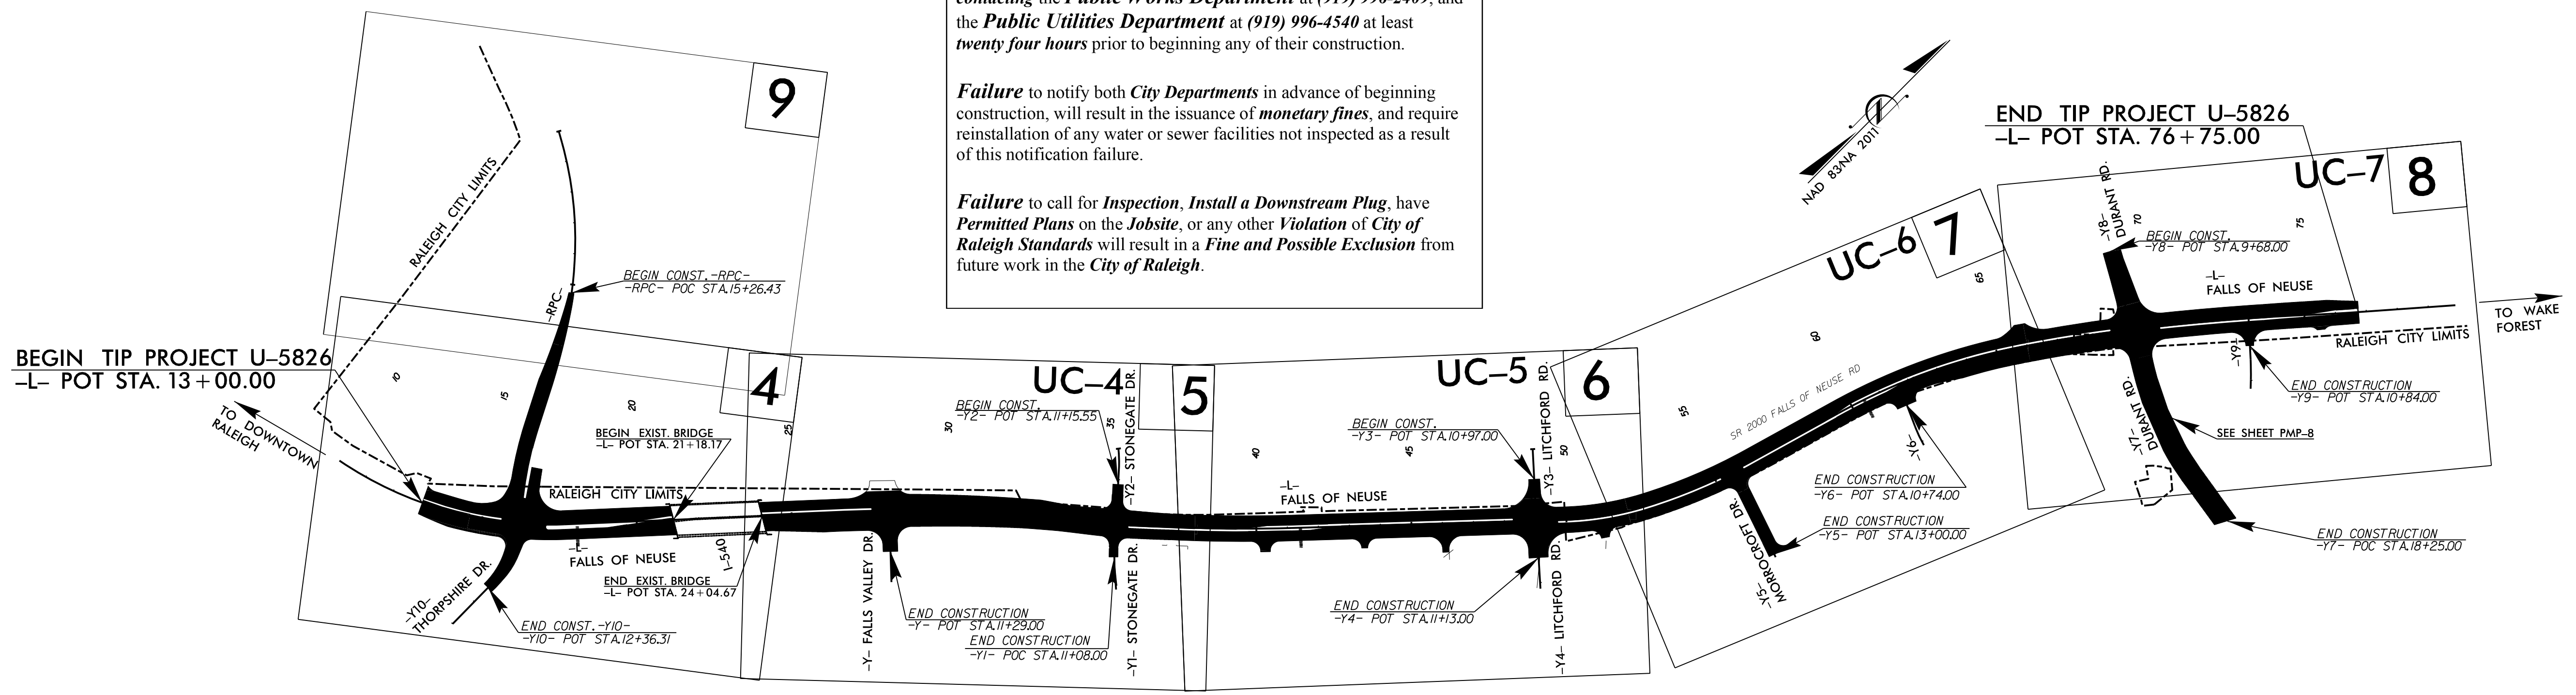 contacting the Public Works Department at (919) 996-2409, and
the Public Utilities Department at (919) 996-4540 at least
twenty four hours prior to beginning any of their construction.
Failure to notify both City Departments in advance of beginning
construction, will result in the issuance of monetary fines, and require
reinstallation of any water or sewer facilities not inspected as a result
of this notification failure.
Failure to call for Inspection, Install a Downstream Plug, have
Permitted Plans on the Jobsite, or any other Violation of City of
Raleigh Standards will result in a Fine and Possible Exclusion from
future work in the City of Raleigh.
9
RALEIGH CITY LIMITS
-RPC-
BEGIN CONST.-RPC-
-RPC- POC STA.15+26.43
BEGIN TIP PROJECT U-5826
-L- POT STA. 13+00.00
TO DOWNTOWN
RALEIGH
10
15
20
25
4
BEGIN EXIST. BRIDGE
-L- POT STA. 21+18.17
RALEIGH CITY LIMITS
-L-
FALLS OF NEUSE
I-540
END EXIST. BRIDGE
-L- POT STA. 24+04.67
-Y10-
THORPSHIRE DR.
END CONST.-Y10-
-Y10- POT STA.12+36.31
UC-4
5
BEGIN CONST.
-Y2- POT STA.11+15.55
30
35
-Y2- STONEGATE DR.
-Y- FALLS VALLEY DR.
END CONSTRUCTION
-Y- POT STA.11+29.00
END CONSTRUCTION
-Y1- POC STA.11+08.00
-Y1- STONEGATE DR.
UC-5
6
BEGIN CONST.
-Y3- POT STA.10+97.00
40
45
50
-Y3- LITCHFORD RD.
-L-
FALLS OF NEUSE
END CONSTRUCTION
-Y4- POT STA.11+13.00
-Y4- LITCHFORD RD.
NAD 83/NA 2011
UC-6
7
55
60
65
SR 2000 FALLS OF NEUSE RD
-Y5-
MORROCROFT DR.
-Y6-
END CONSTRUCTION
-Y6- POT STA.10+74.00
END CONSTRUCTION
-Y5- POT STA.13+00.00
END TIP PROJECT U-5826
-L- POT STA. 76+75.00
UC-7
8
-Y8-
DURANT RD.
70
75
BEGIN CONST.
-Y8- POT STA.9+68.00
-L-
FALLS OF NEUSE
TO WAKE
FOREST
RALEIGH CITY LIMITS
-Y9-
END CONSTRUCTION
-Y9- POT STA.10+84.00
-Y7-
DURANT RD.
SEE SHEET PMP-8
END CONSTRUCTION
-Y7- POC STA.18+25.00